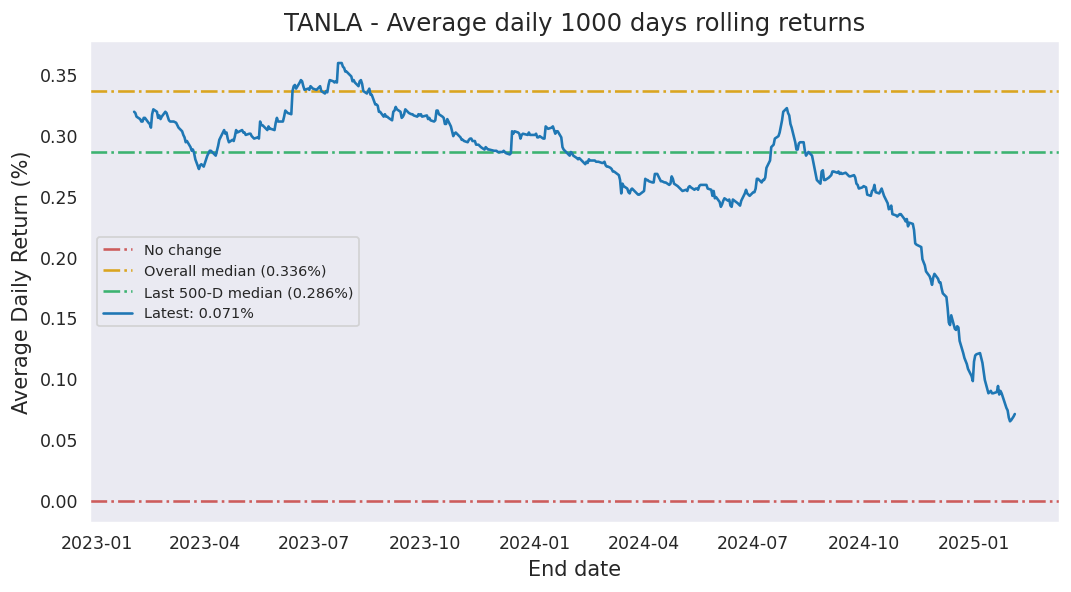 TANLA - Average daily 1000 days rolling returns
Average Daily Return (%)
0.35
0.30
0.25
0.20
0.15
0.10
0.05
0.00
No change
Overall median (0.336%)
Last 500-D median (0.286%)
Latest: 0.071%
2023-01 2023-04 2023-07 2023-10 2024-01 2024-04 2024-07 2024-10 2025-01
End date